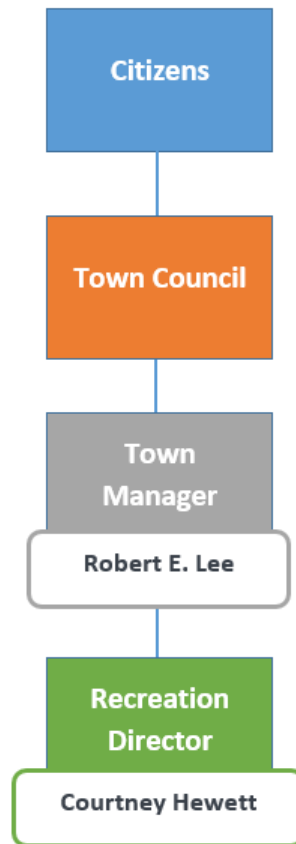 Citizens
Town Council
Town
Manager
Robert E. Lee
Recreation
Director
Courtney Hewett